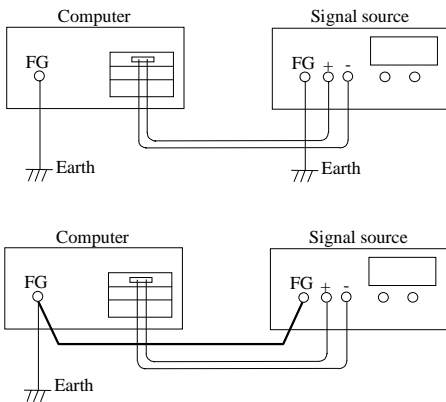 Computer
Signal source
FG
FG + -
Earth
Earth
Computer
Signal source
FG
FG + -
Earth